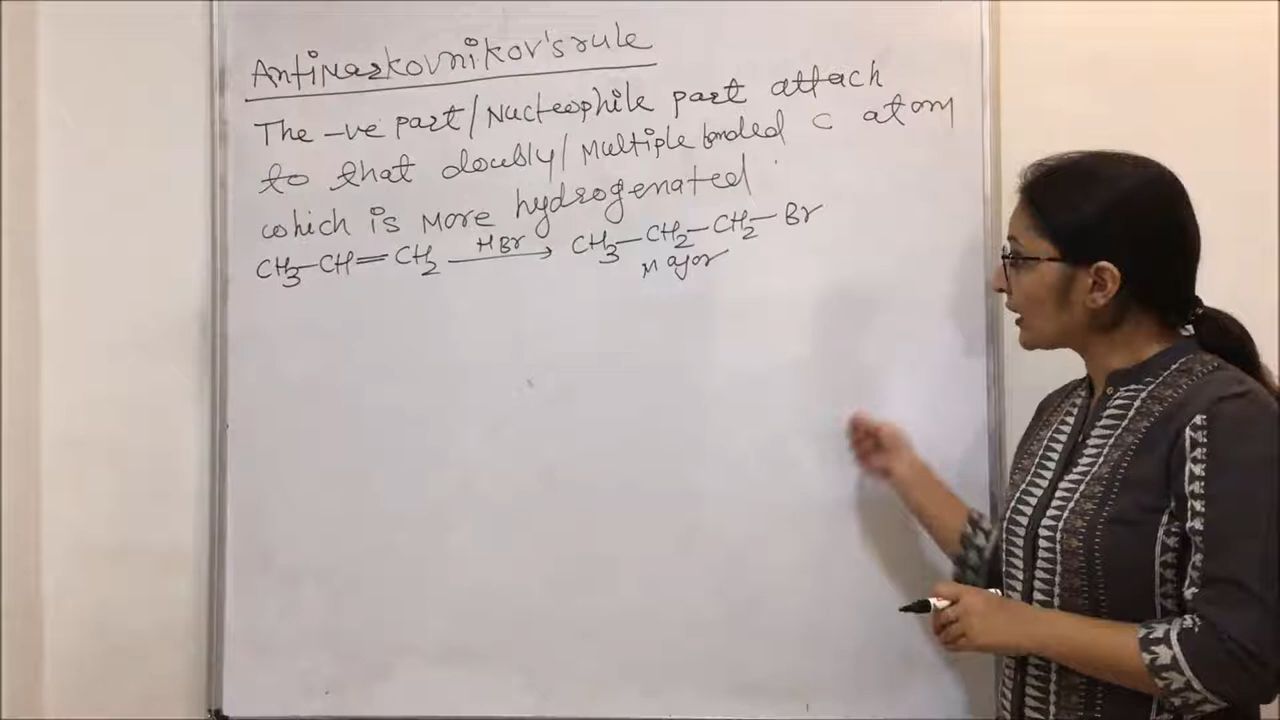 AntiMarkovnikov's rule
The -ve part/Nucleophile part attach
to that doubly/Multiple bonded C atom
which is More hydrogenated
CH3-CH=CH2 HBr→ CH3-CH2-CH2-Br
Major